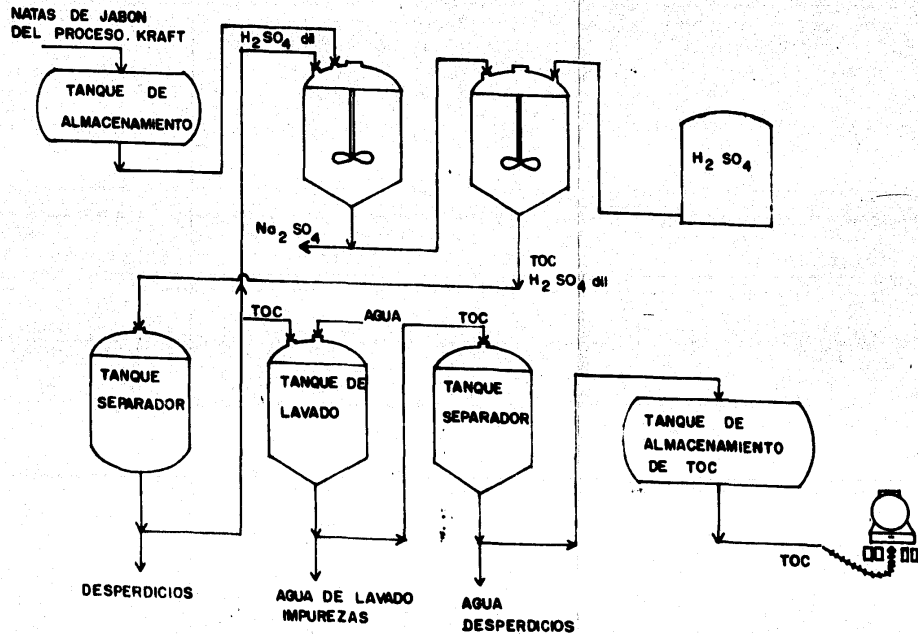 NATAS DE JABON
DEL PROCESO. KRAFT
H2SO4 dil
TANQUE DE
ALMACENAMIENTO
H2 SO4
Na2 SO4
TOC
H2 SO4 dil
TOC
AGUA
TOC
TANQUE
SEPARADOR
TANQUE DE
LAVADO
TANQUE
SEPARADOR
TANQUE DE
ALMACENAMIENTO
DE TOC
TOC
DESPERDICIOS
AGUA DE LAVADO
IMPUREZAS
AGUA
DESPERDICIOS